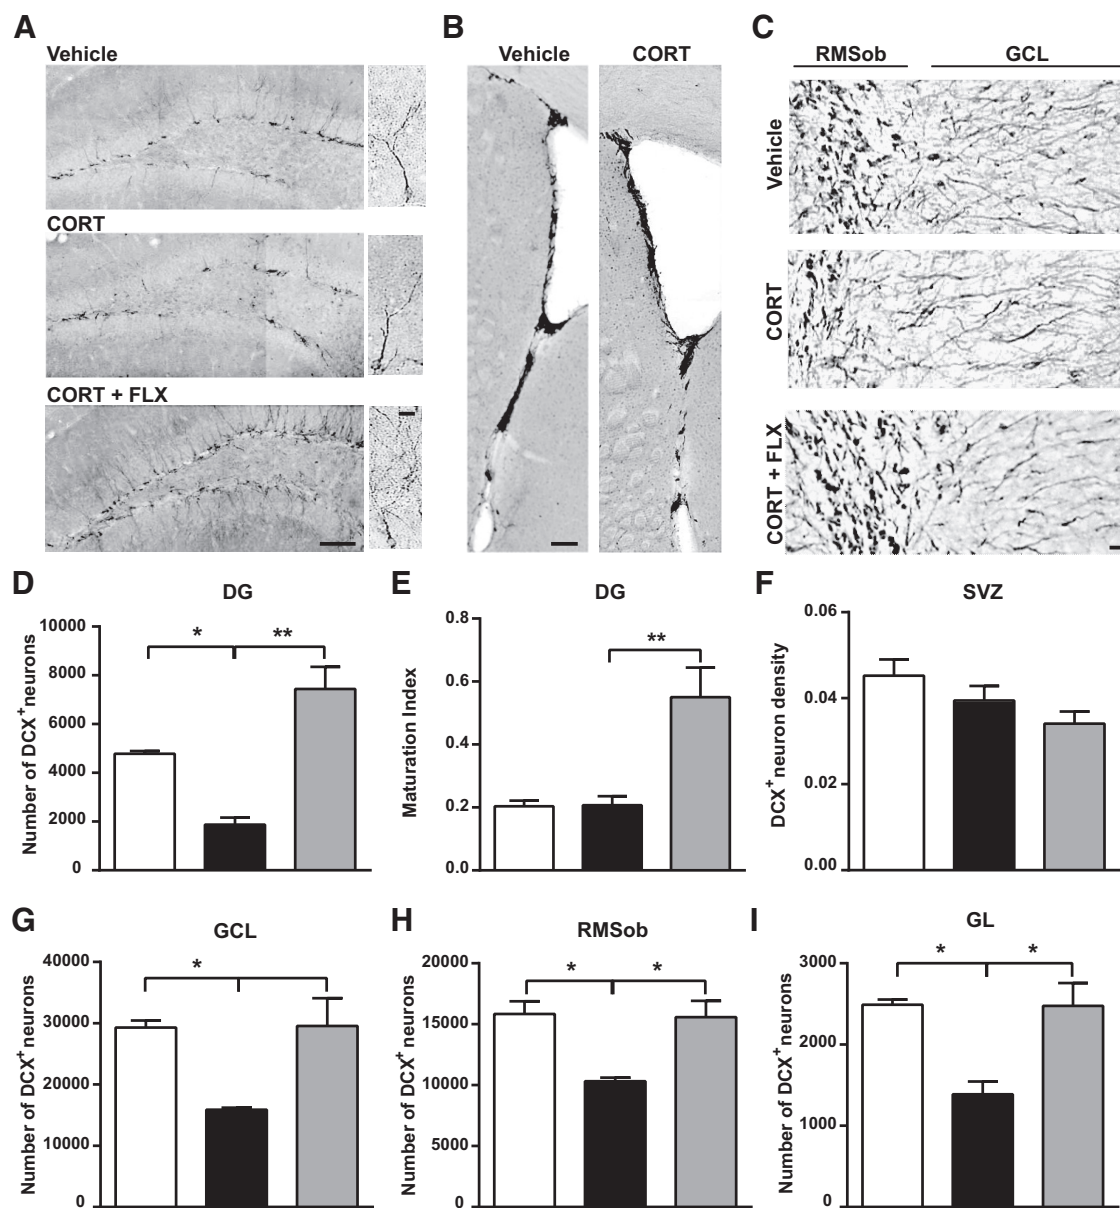 A
Vehicle
CORT
CORT + FLX
B
Vehicle CORT
C
RMSob GCL
Vehicle
CORT
CORT + FLX
D
DG
Number of DCX+neurons
10000
8000
6000
4000
2000
0
* **
E
DG
Maturation Index
0.8
0.6
0.4
0.2
0.0
**
F
SVZ
DCX+neuron density
0.06
0.04
0.02
0.00
G
GCL
Number of DCX+neurons
40000
30000
20000
10000
0
*
H
RMSob
Number of DCX+neurons
20000
15000
10000
5000
0
* *
I
GL
Number of DCX+neurons
3000
2000
1000
0
* *